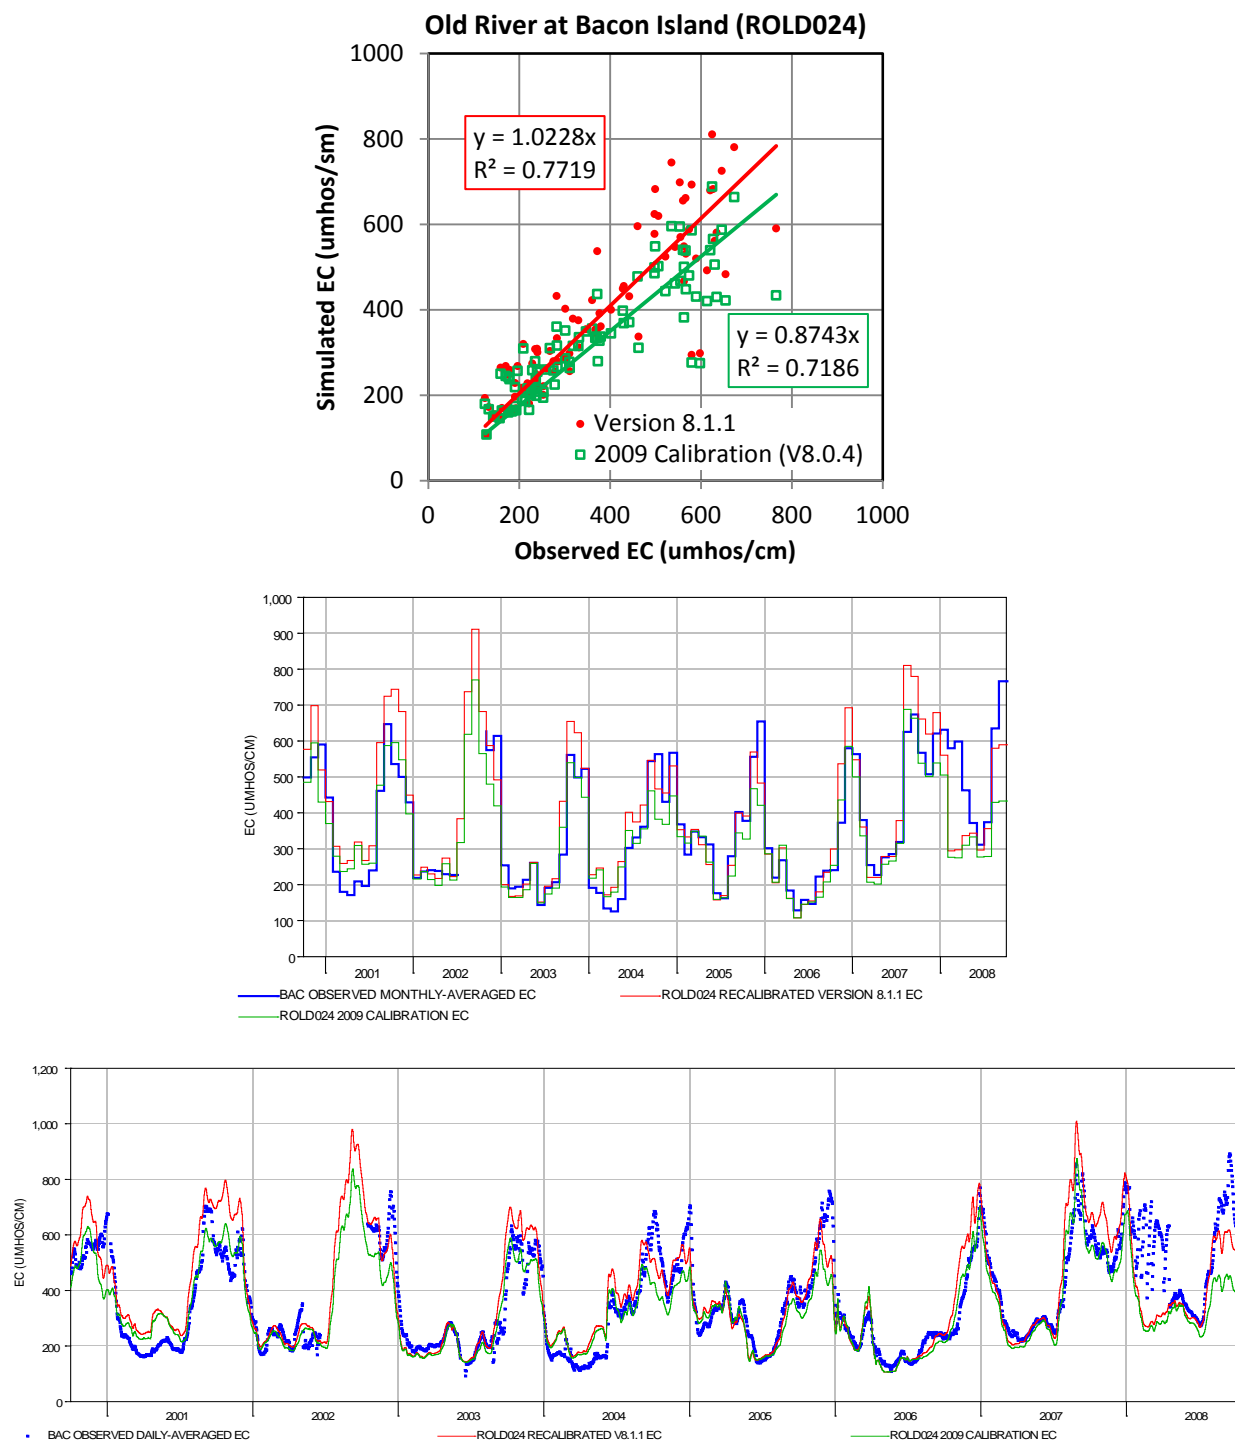 Old River at Bacon Island (ROLD024)
1000
800
600
400
200
0
Simulated EC (umhos/sm)
y = 1.0228x
R² = 0.7719
y = 0.8743x
R² = 0.7186
Version 8.1.1
2009 Calibration (V8.0.4)
0 200 400 600 800 1000
Observed EC (umhos/cm)
1,000
900
800
700
600
500
400
300
200
100
0
EC (UMHOS/CM)
2001 2002 2003 2004 2005 2006 2007 2008
BAC OBSERVED MONTHLY-AVERAGED EC ROLD024 RECALIBRATED VERSION 8.1.1 EC
ROLD024 2009 CALIBRATION EC
1,200
1,000
800
600
400
200
0
EC (UMHOS/CM)
2001 2002 2003 2004 2005 2006 2007 2008
BAC OBSERVED DAILY-AVERAGED EC ROLD024 RECALIBRATED V8.1.1 EC ROLD024 2009 CALIBRATION EC